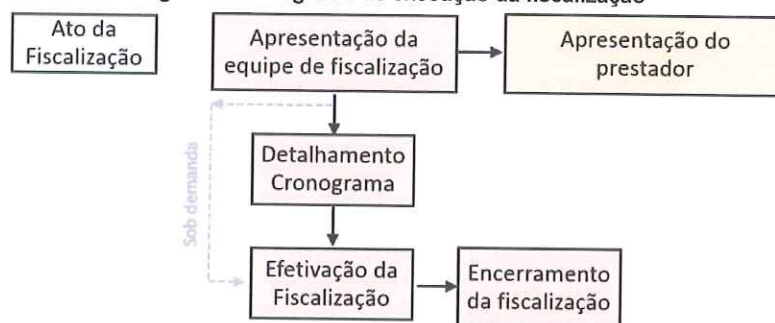 Ato da
Fiscalização
Apresentação da
equipe de fiscalização
Apresentação do
prestador
Sob demanda
Detalhamento
Cronograma
Efetivação da
Fiscalização
Encerramento
da fiscalização